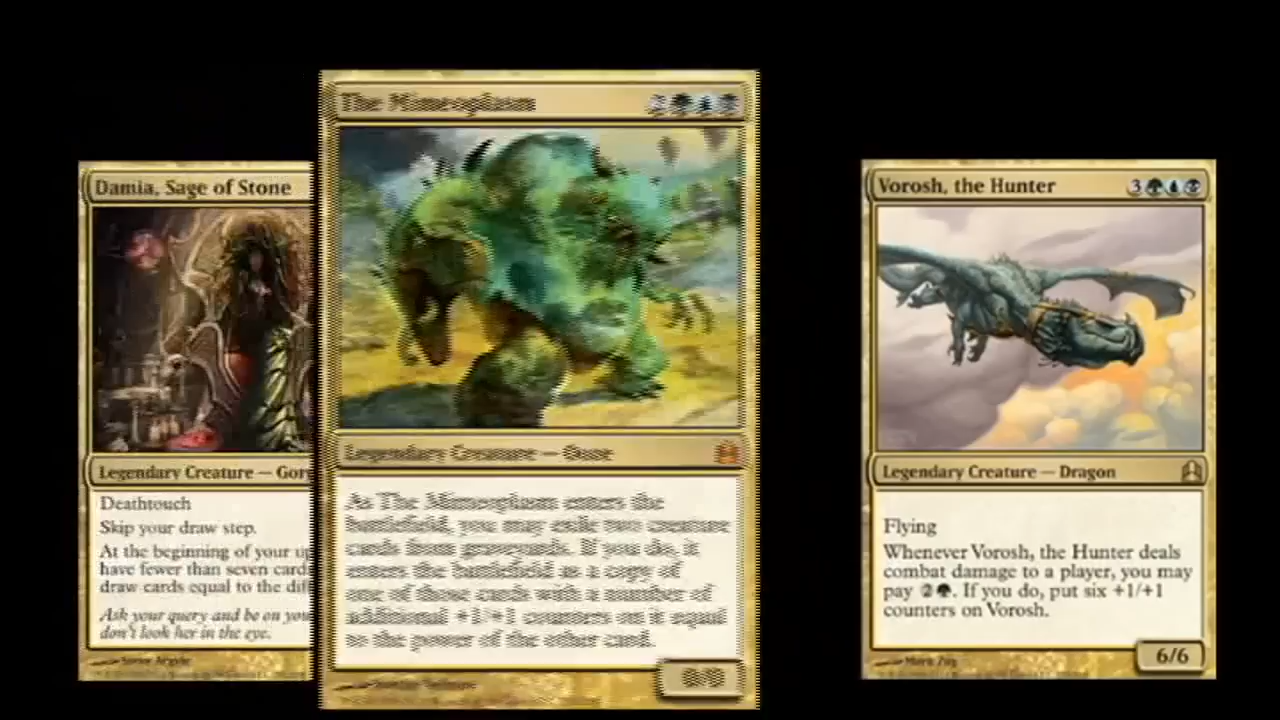 Damia, Sage of Stone
Legendary Creature — Gor
Deathtouch
Skip your draw step.
At the beginning of your up
have fewer than seven card
draw cards equal to the dif
Ask your query and be on you
don't look her in the eye.
The Mimeoplasm
2
Legendary Creature — Ooze
As The Mimeoplasm enters the
battlefield, you may exile two creature
cards from graveyards. If you do, it
enters the battlefield as a copy of
one of those cards with a number of
additional +1/+1 counters on it equal
to the power of the other card.
0/0
Vorosh, the Hunter
3
Legendary Creature — Dragon
Flying
Whenever Vorosh, the Hunter deals
combat damage to a player, you may
pay 2. If you do, put six +1/+1
counters on Vorosh.
6/6